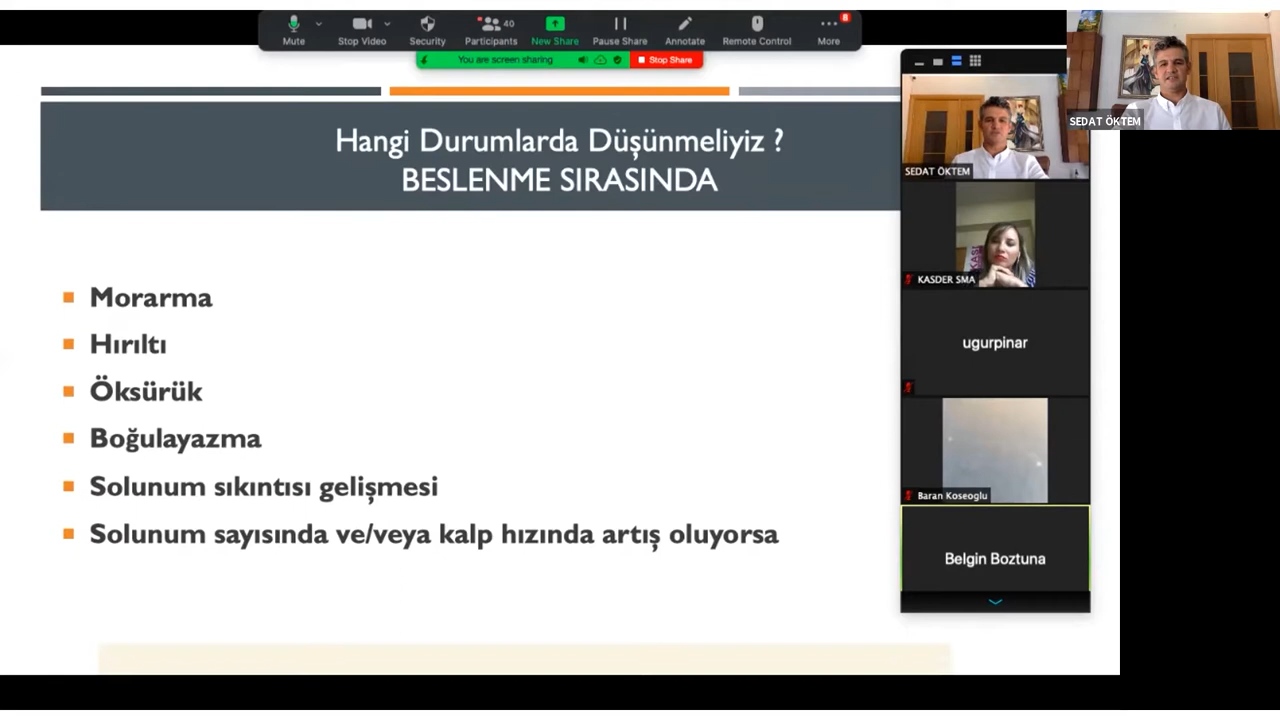 Mute
Stop Video
Security
Participants
40
New Share
Pause Share
Annotate
Remote Control
More
8
You are screen sharing
Stop Share
Hangi Durumlarda Düşünmeliyiz ?
BESLENME SIRASINDA
Morarma
Hırıltı
Öksürük
Boğulayazma
Solunum sıkıntısı gelişmesi
Solunum sayısında ve/veya kalp hızında artış oluyorsa
SEDAT ÖKTEM
SEDAT ÖKTEM
KASDER SMA
ugurpinar
Baran Koseoglu
Belgin Boztuna